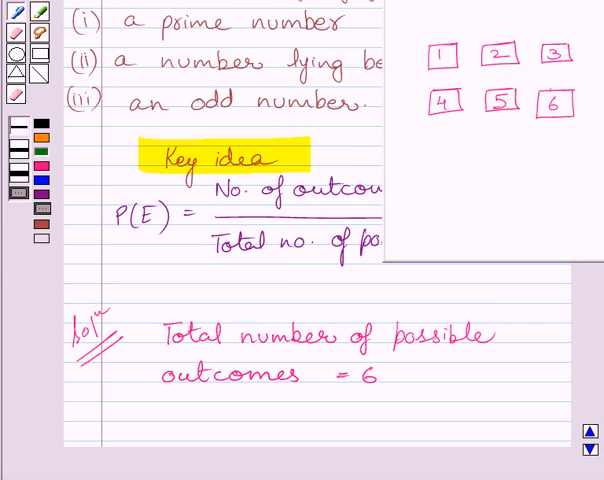 (i) a prime number
(ii) a number lying be
(iii) an odd number.
Key idea
P(E) = No. of outcou
Total no. of po
Solⁿ Total number of possible
outcomes = 6
1 2 3
4 5 6